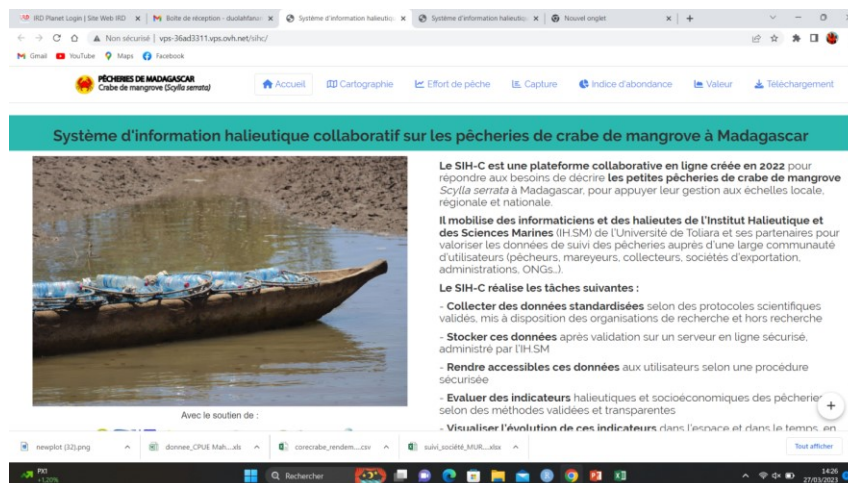 IRD Planet Login | Site Web IRD
Boîte de réception - duolahfanan
Système d'information halieutiq
Système d'information halieutiq
Nouvel onglet
Non sécurisé | vps-36ad3311.vps.ovh.net/sihc/
Gmail
YouTube
Maps
Facebook
PÊCHERIES DE MADAGASCAR
Crabe de mangrove (Scylla serrata)
Accueil
Cartographie
Effort de pêche
Capture
Indice d'abondance
Valeur
Téléchargement
Système d'information halieutique collaboratif sur les pêcheries de crabe de mangrove à Madagascar
Le SIH-C est une plateforme collaborative en ligne créée en 2022 pour
répondre aux besoins de décrire les petites pêcheries de crabe de mangrove
Scylla serrata à Madagascar, pour appuyer leur gestion aux échelles locale,
régionale et nationale.
Il mobilise des informaticiens et des halieutes de l'Institut Halieutique et
des Sciences Marines (IH.SM) de l'Université de Toliara et ses partenaires pour
valoriser les données de suivi des pêcheries auprès d'une large communauté
d'utilisateurs (pêcheurs, mareyeurs, collecteurs, sociétés d'exportation,
administrations, ONGs..).
Le SIH-C réalise les tâches suivantes :
- Collecter des données standardisées selon des protocoles scientifiques
validés, mis à disposition des organisations de recherche et hors recherche
- Stocker ces données après validation sur un serveur en ligne sécurisé,
administré par l'IH.SM
- Rendre accessibles ces données aux utilisateurs selon une procédure
sécurisée
- Evaluer des indicateurs halieutiques et socioéconomiques des pêcheries
selon des méthodes validées et transparentes
- Visualiser l'évolution de ces indicateurs dans l'espace et dans le temps, en
Avec le soutien de :
newplot (32).png
donnee_CPUE Mah....xls
corecrabe_rendem....csv
suivi_société_MUR....xlsx
Tout afficher
PXI
+1,20%
Rechercher
14:26
27/03/2023